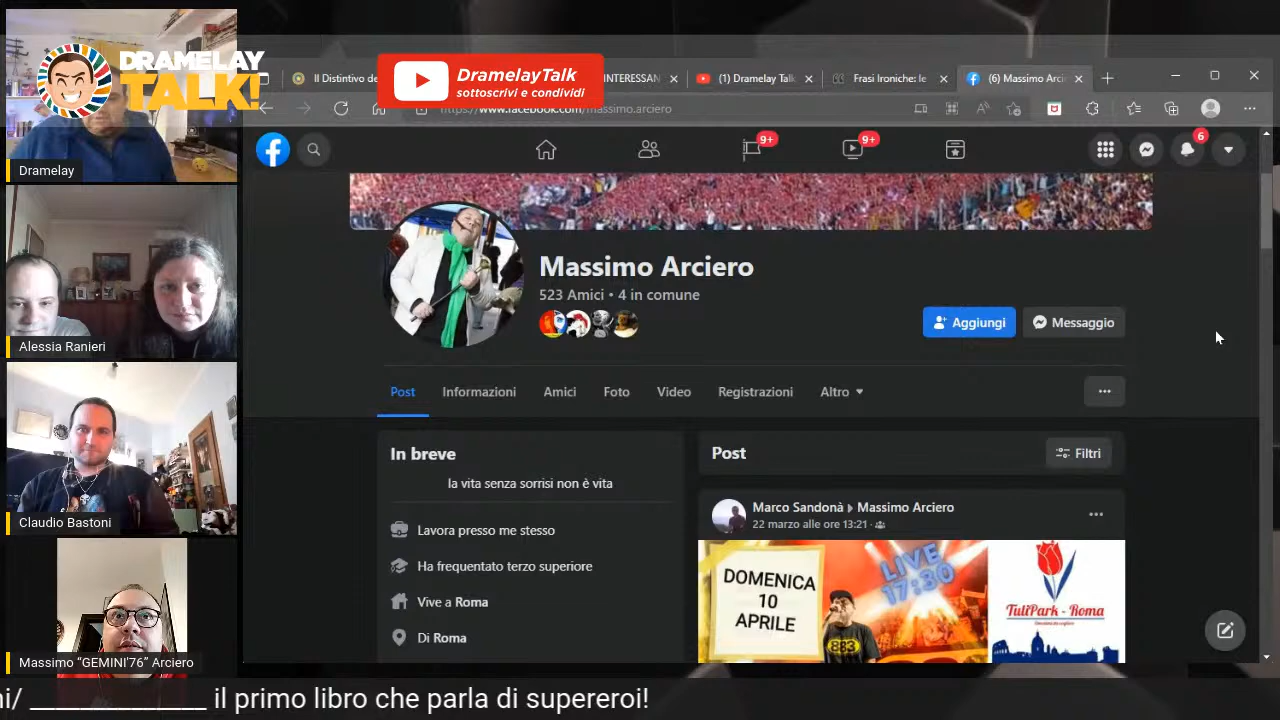 DRAMELAY
TALK!
Dramelay
Alessia Ranieri
Claudio Bastoni
Massimo “GEMINI'76” Arciero
DramelayTalk
sottoscrivi e condividi
Il Distintivo de
INTERESSAN
(1) Dramelay Talk
Frasi Ironiche: le
(6) Massimo Arcie
https://www.facebook.com/massimo.arciero
9+
9+
6
Massimo Arciero
523 Amici • 4 in comune
Aggiungi
Messaggio
Post
Informazioni
Amici
Foto
Video
Registrazioni
Altro
In breve
la vita senza sorrisi non è vita
Lavora presso me stesso
Ha frequentato terzo superiore
Vive a Roma
Di Roma
Post
Filtri
Marco Sandonà ▸ Massimo Arciero
22 marzo alle ore 13:21
DOMENICA
10
APRILE
LIVE
17:30
883
TuliPark - Roma
ni/ ______________ il primo libro che parla di supereroi!